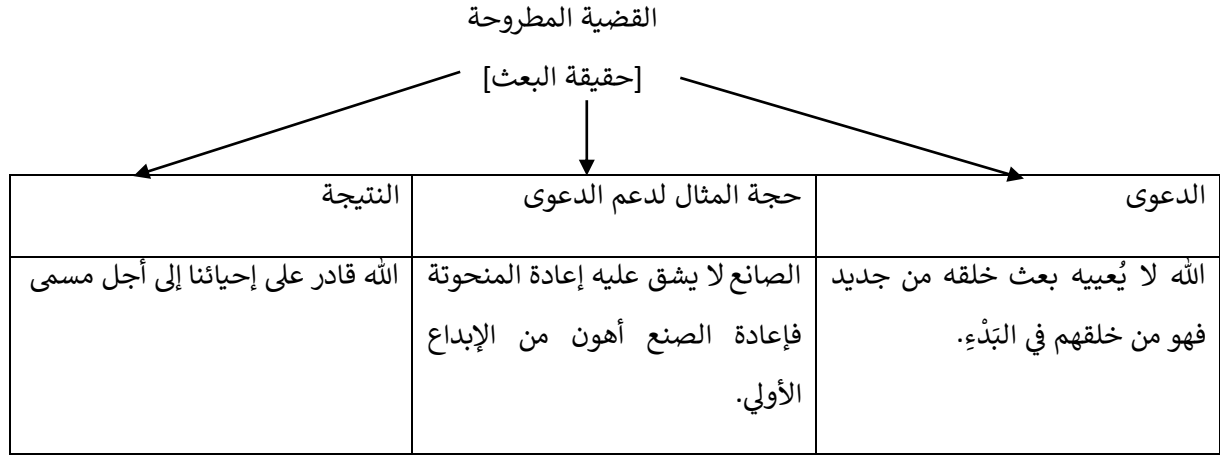 القضية المطروحة
[حقيقة البعث]
الدعوى
حجة المثال لدعم الدعوى
النتيجة
الله لا يُعييه بعث خلقه من جديد
فهو من خلقهم في البَدْءِ.
الصانع لا يشق عليه إعادة المنحوتة
فإعادة الصنع أهون من الإبداع
الأولي.
الله قادر على إحيائنا إلى أجل مسمى